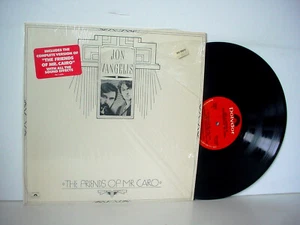 INCLUDES THE
COMPLETE VERSION OF
"THE FRIENDS
OF MR. CAIRO"
WITH ALL THE
SOUND EFFECTS
JON
VANGELIS
THE FRIENDS OF MR. CAIRO
polydor